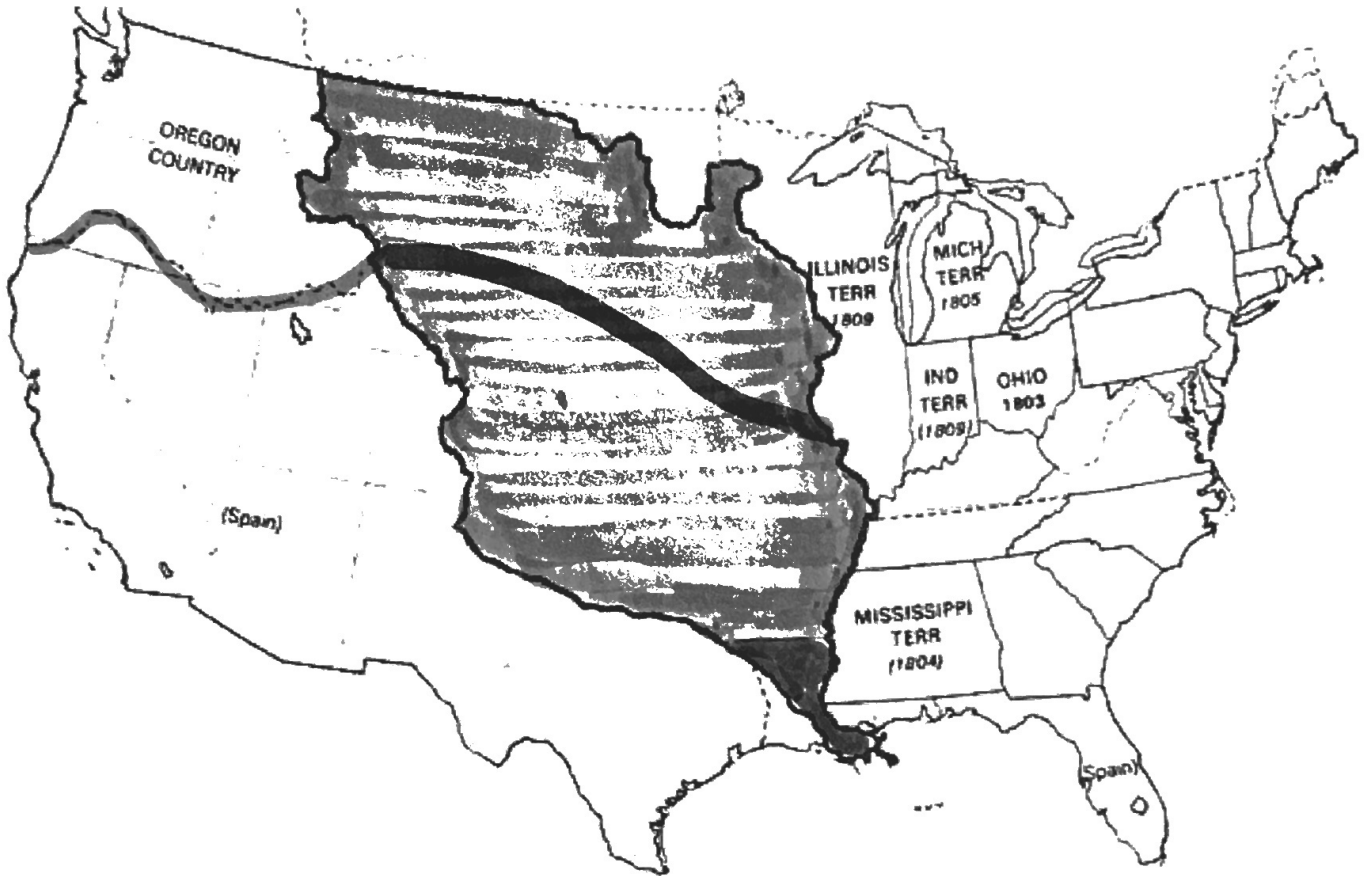 OREGON
COUNTRY
(Spain)
ILLINOIS
TERR
1809
MICH
TERR
1805
IND
TERR
(1809)
OHIO
1803
MISSISSIPPI
TERR
(1804)
(Spain)